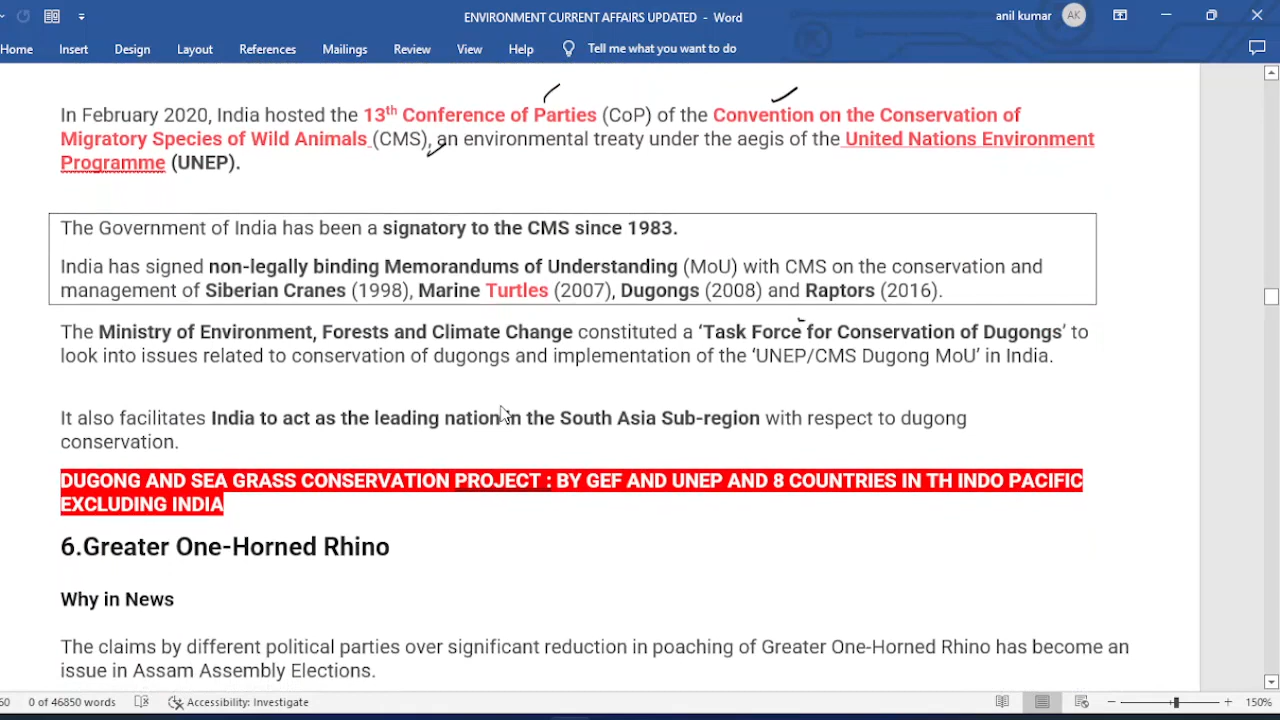 ENVIRONMENT CURRENT AFFAIRS UPDATED - Word
anil kumar AK
Home Insert Design Layout References Mailings Review View Help Tell me what you want to do
In February 2020, India hosted the 13th Conference of Parties (CoP) of the Convention on the Conservation of
Migratory Species of Wild Animals (CMS), an environmental treaty under the aegis of the United Nations Environment
Programme (UNEP).
The Government of India has been a signatory to the CMS since 1983.
India has signed non-legally binding Memorandums of Understanding (MoU) with CMS on the conservation and
management of Siberian Cranes (1998), Marine Turtles (2007), Dugongs (2008) and Raptors (2016).
The Ministry of Environment, Forests and Climate Change constituted a ‘Task Force for Conservation of Dugongs’ to
look into issues related to conservation of dugongs and implementation of the ‘UNEP/CMS Dugong MoU’ in India.
It also facilitates India to act as the leading nation in the South Asia Sub-region with respect to dugong
conservation.
DUGONG AND SEA GRASS CONSERVATION PROJECT : BY GEF AND UNEP AND 8 COUNTRIES IN TH INDO PACIFIC
EXCLUDING INDIA
6.Greater One-Horned Rhino
Why in News
The claims by different political parties over significant reduction in poaching of Greater One-Horned Rhino has become an
issue in Assam Assembly Elections.
60 0 of 46850 words Accessibility: Investigate 150%